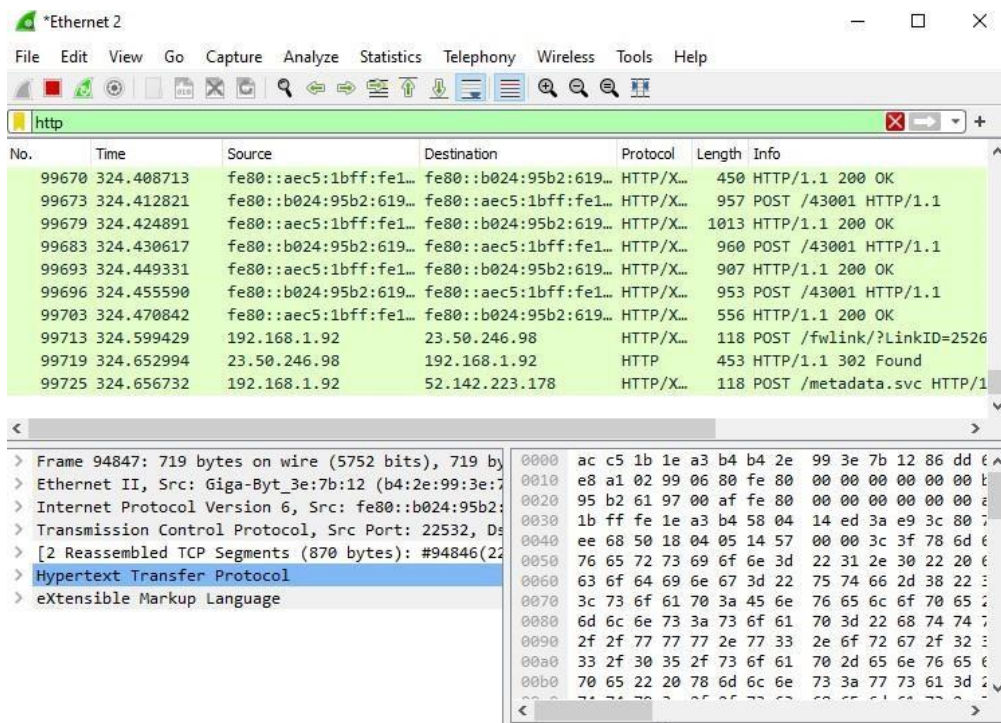 *Ethernet 2
File Edit View Go Capture Analyze Statistics Telephony Wireless Tools Help
http
No. Time Source Destination Protocol Length Info
99670 324.408713 fe80::aec5:1bff:fe1… fe80::b024:95b2:619… HTTP/X… 450 HTTP/1.1 200 OK
99673 324.412821 fe80::b024:95b2:619… fe80::aec5:1bff:fe1… HTTP/X… 957 POST /43001 HTTP/1.1
99679 324.424891 fe80::aec5:1bff:fe1… fe80::b024:95b2:619… HTTP/X… 1013 HTTP/1.1 200 OK
99683 324.430617 fe80::b024:95b2:619… fe80::aec5:1bff:fe1… HTTP/X… 960 POST /43001 HTTP/1.1
99693 324.449331 fe80::aec5:1bff:fe1… fe80::b024:95b2:619… HTTP/X… 907 HTTP/1.1 200 OK
99696 324.455590 fe80::b024:95b2:619… fe80::aec5:1bff:fe1… HTTP/X… 953 POST /43001 HTTP/1.1
99703 324.470842 fe80::aec5:1bff:fe1… fe80::b024:95b2:619… HTTP/X… 556 HTTP/1.1 200 OK
99713 324.599429 192.168.1.92 23.50.246.98 HTTP/X… 118 POST /fwlink/?LinkID=2526
99719 324.652994 23.50.246.98 192.168.1.92 HTTP 453 HTTP/1.1 302 Found
99725 324.656732 192.168.1.92 52.142.223.178 HTTP/X… 118 POST /metadata.svc HTTP/1
Frame 94847: 719 bytes on wire (5752 bits), 719 by
Ethernet II, Src: Giga-Byt_3e:7b:12 (b4:2e:99:3e:7
Internet Protocol Version 6, Src: fe80::b024:95b2:
Transmission Control Protocol, Src Port: 22532, Ds
[2 Reassembled TCP Segments (870 bytes): #94846(22
Hypertext Transfer Protocol
eXtensible Markup Language
0000 ac c5 1b 1e a3 b4 b4 2e 99 3e 7b 12 86 dd
0010 e8 a1 02 99 06 80 fe 80 00 00 00 00 00 00
0020 95 b2 61 97 00 af fe 80 00 00 00 00 00 00
0030 1b ff fe 1e a3 b4 58 04 14 ed 3a e9 3c 80
0040 ee 68 50 18 04 05 14 57 00 00 3c 3f 78 6d
0050 76 65 72 73 69 6f 6e 3d 22 31 2e 30 22 20
0060 63 6f 64 69 6e 67 3d 22 75 74 66 2d 38 22
0070 3c 73 6f 61 70 3a 45 6e 76 65 6c 6f 70 65
0080 6d 6c 6e 73 3a 73 6f 61 70 3d 22 68 74 74
0090 2f 2f 77 77 77 2e 77 33 2e 6f 72 67 2f 32
00a0 33 2f 30 35 2f 73 6f 61 70 2d 65 6e 76 65
00b0 70 65 22 20 78 6d 6c 6e 73 3a 77 73 61 3d